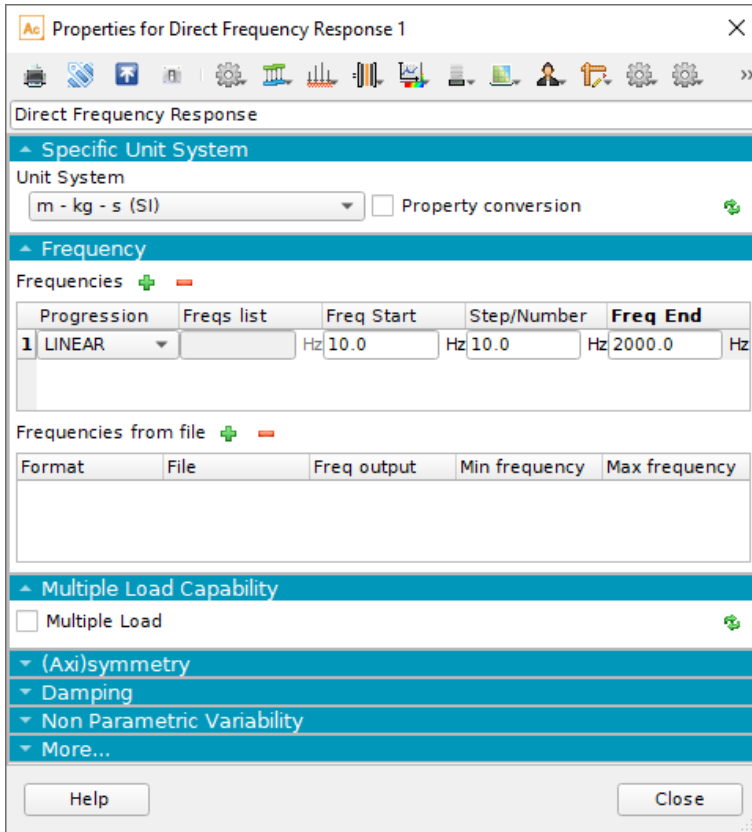 Ac Properties for Direct Frequency Response 1
Direct Frequency Response
Specific Unit System
Unit System
m - kg - s (SI) Property conversion
Frequency
Frequencies
Progression Freqs list Freq Start Step/Number Freq End
1 LINEAR Hz 10.0 Hz 10.0 Hz 2000.0 Hz
Frequencies from file
Format File Freq output Min frequency Max frequency
Multiple Load Capability
Multiple Load
(Axi)symmetry
Damping
Non Parametric Variability
More...
Help Close